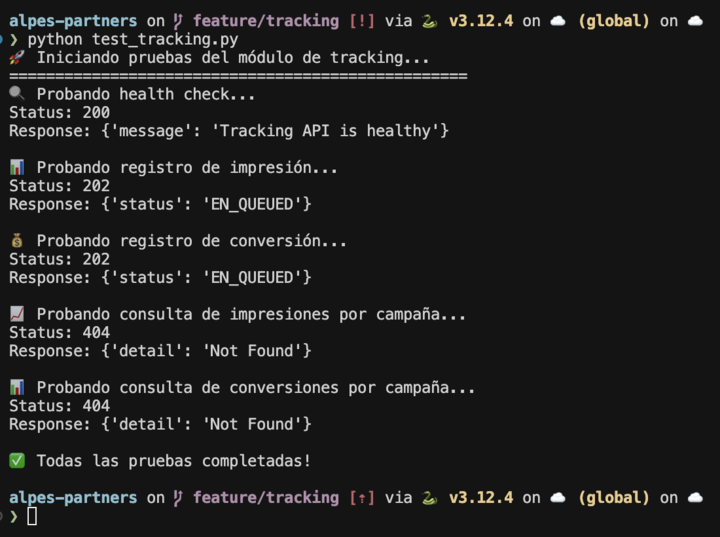 alpes-partners on feature/tracking [!] via 🐍 v3.12.4 on ☁️ (global) on ☁️
❯ python test_tracking.py
🚀 Iniciando pruebas del módulo de tracking...
==================================================
🔍 Probando health check...
Status: 200
Response: {'message': 'Tracking API is healthy'}
📊 Probando registro de impresión...
Status: 202
Response: {'status': 'EN_QUEUED'}
💰 Probando registro de conversión...
Status: 202
Response: {'status': 'EN_QUEUED'}
📈 Probando consulta de impresiones por campaña...
Status: 404
Response: {'detail': 'Not Found'}
📊 Probando consulta de conversiones por campaña...
Status: 404
Response: {'detail': 'Not Found'}
✅ Todas las pruebas completadas!
alpes-partners on feature/tracking [⇡] via 🐍 v3.12.4 on ☁️ (global) on ☁️
❯